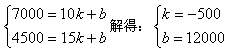 {7000 = 10k + b
4500 = 15k + b 解得：{k = −500
b = 12000